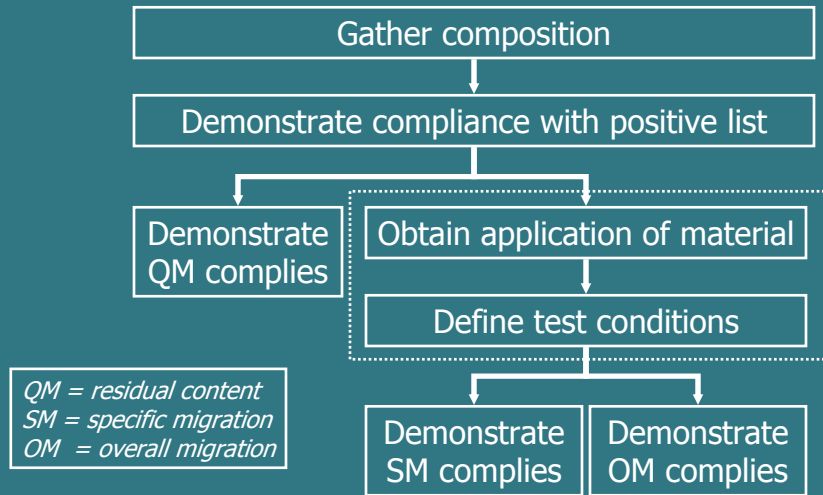 Gather composition
Demonstrate compliance with positive list
Demonstrate
QM complies
Obtain application of material
Define test conditions
QM = residual content
SM = specific migration
OM = overall migration
Demonstrate
SM complies
Demonstrate
OM complies